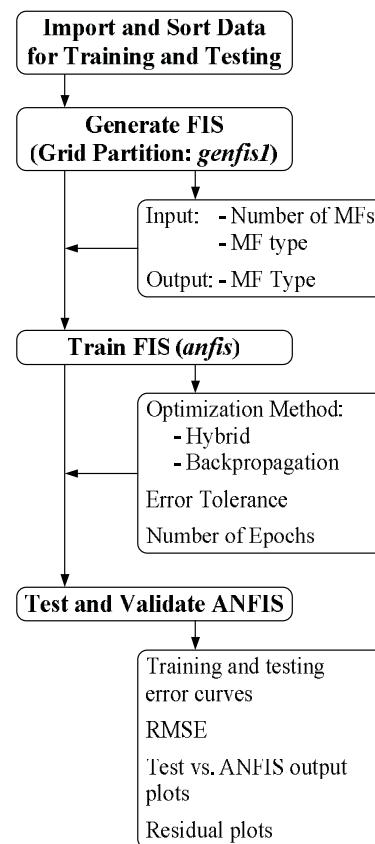 Import and Sort Data
for Training and Testing
Generate FIS
(Grid Partition: genfis1)
Input: - Number of MFs
- MF type
Output: - MF Type
Train FIS (anfis)
Optimization Method:
- Hybrid
- Backpropagation
Error Tolerance
Number of Epochs
Test and Validate ANFIS
Training and testing
error curves
RMSE
Test vs. ANFIS output
plots
Residual plots